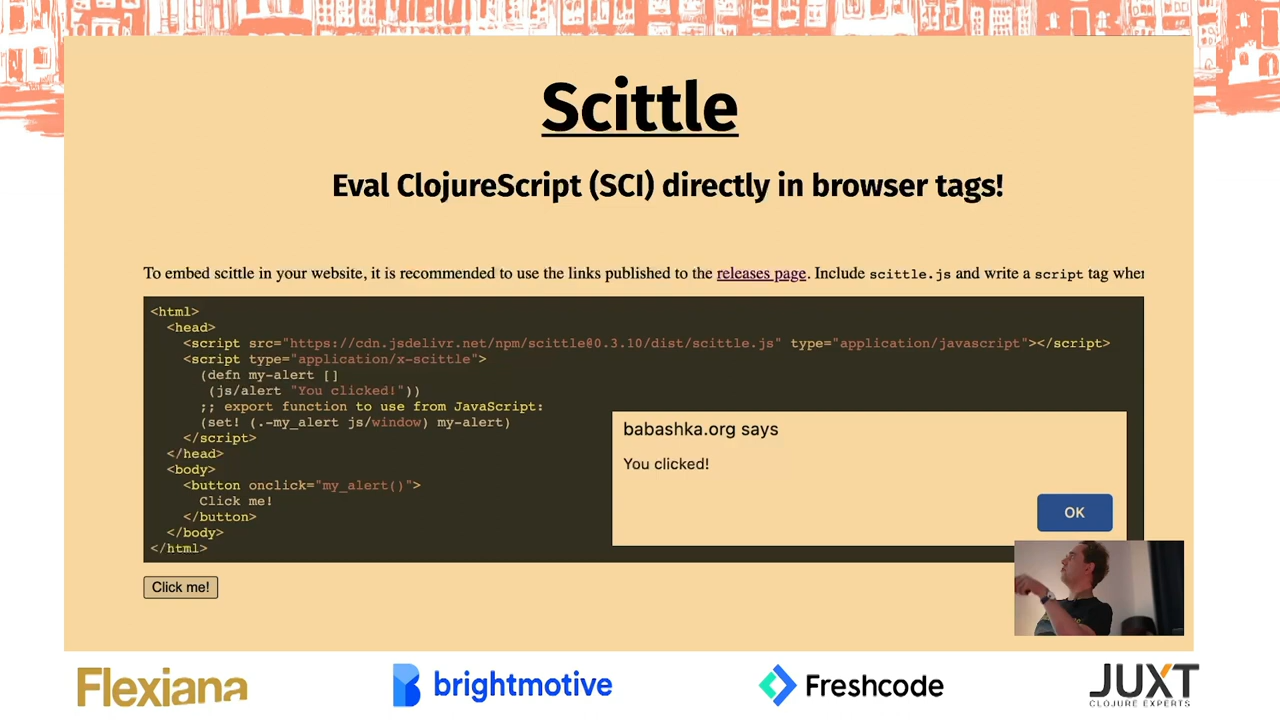 Scittle
Eval ClojureScript (SCI) directly in browser tags!
To embed scittle in your website, it is recommended to use the links published to the releases page. Include scittle.js and write a script tag wher
<html>
  <head>
    <script src="https://cdn.jsdelivr.net/npm/scittle@0.3.10/dist/scittle.js" type="application/javascript"></script>
    <script type="application/x-scittle">
      (defn my-alert []
       (js/alert "You clicked!"))
      ;; export function to use from JavaScript:
      (set! (.-my_alert js/window) my-alert)
    </script>
  </head>
  <body>
    <button onclick="my_alert()">
      Click me!
    </button>
  </body>
</html>
babashka.org says
You clicked!
OK
Click me!
Flexiana
brightmotive
Freshcode
JUXT
CLOJURE EXPERTS